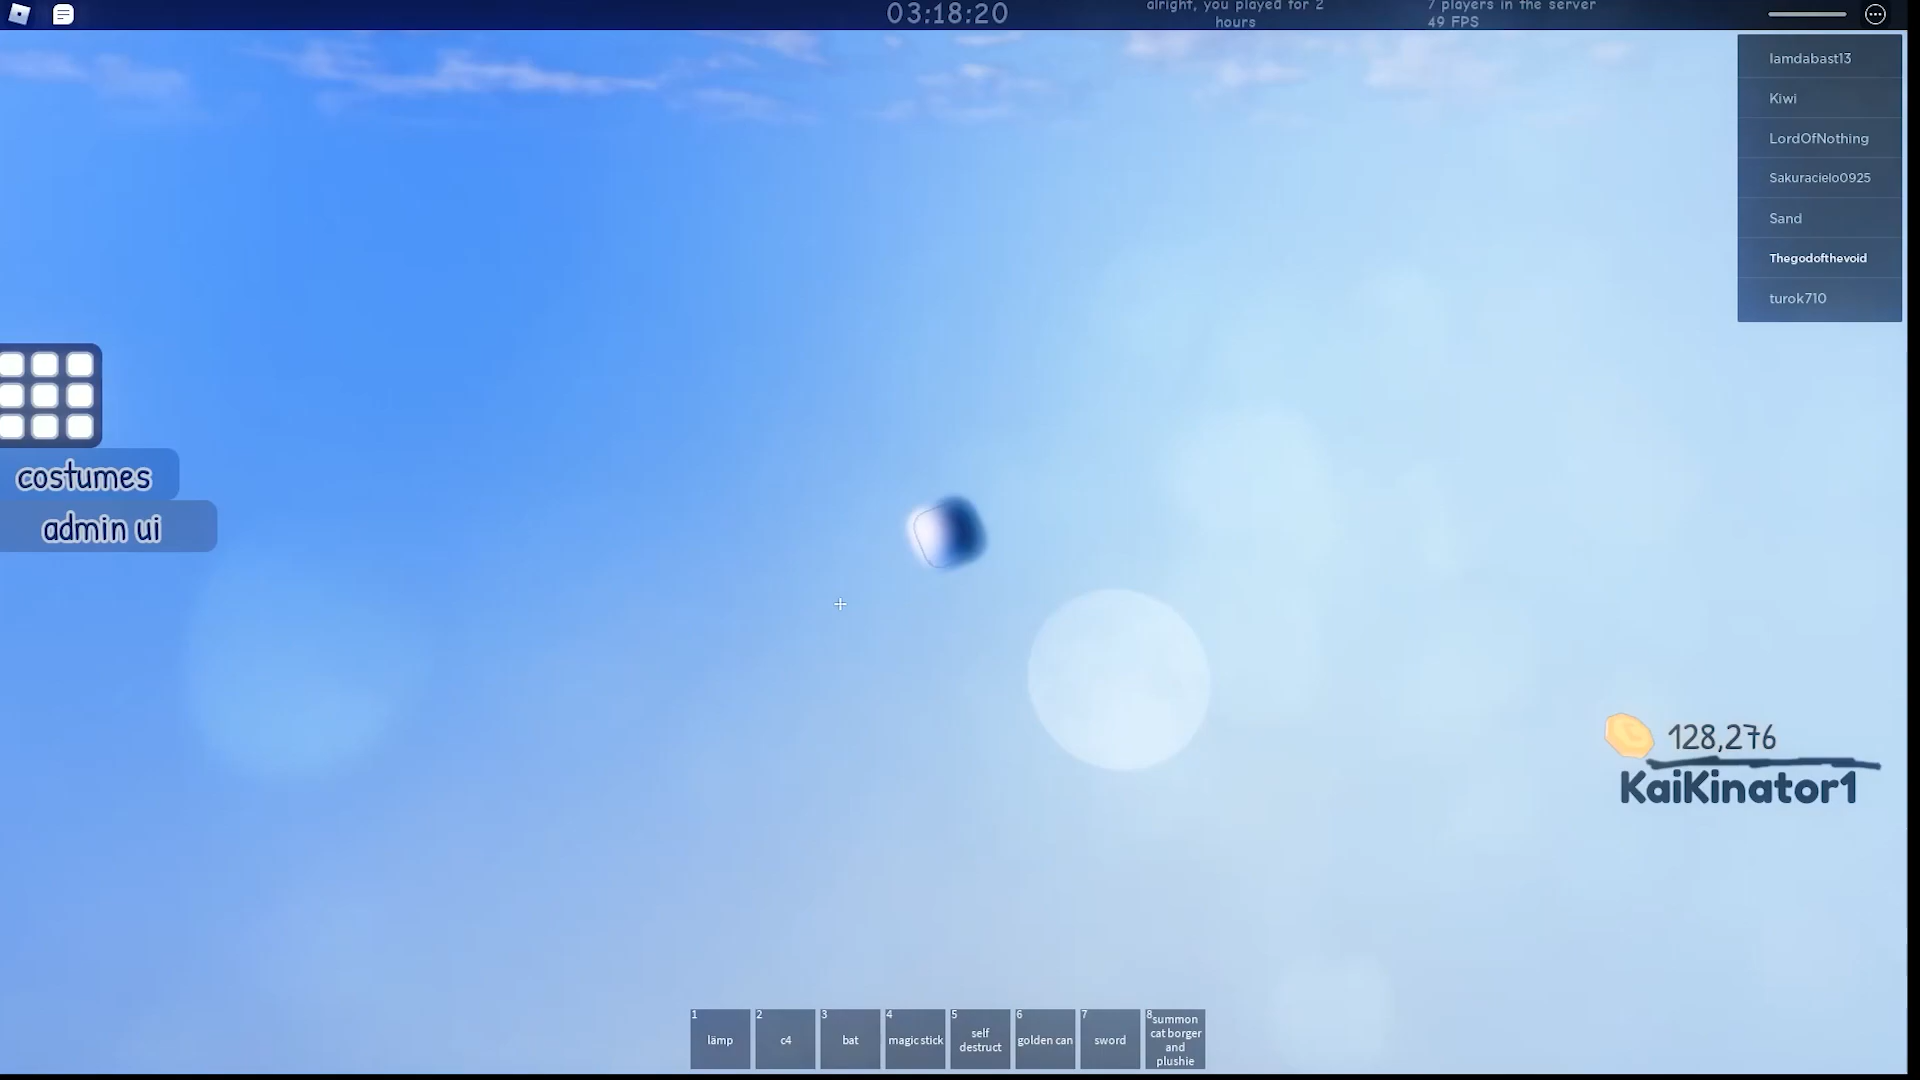 03:18:20
alright, you played for 2
hours
7 players in the server
49 FPS
Iamdabast13
Kiwi
LordOfNothing
Sakuracielo0925
Sand
Thegodofthevoid
turok710
costumes
admin ui
128,276
KaiKinator1
1
lamp
2
c4
3
bat
4
magic stick
5
self
destruct
6
golden can
7
sword
8
summon
cat borger
and
plushie